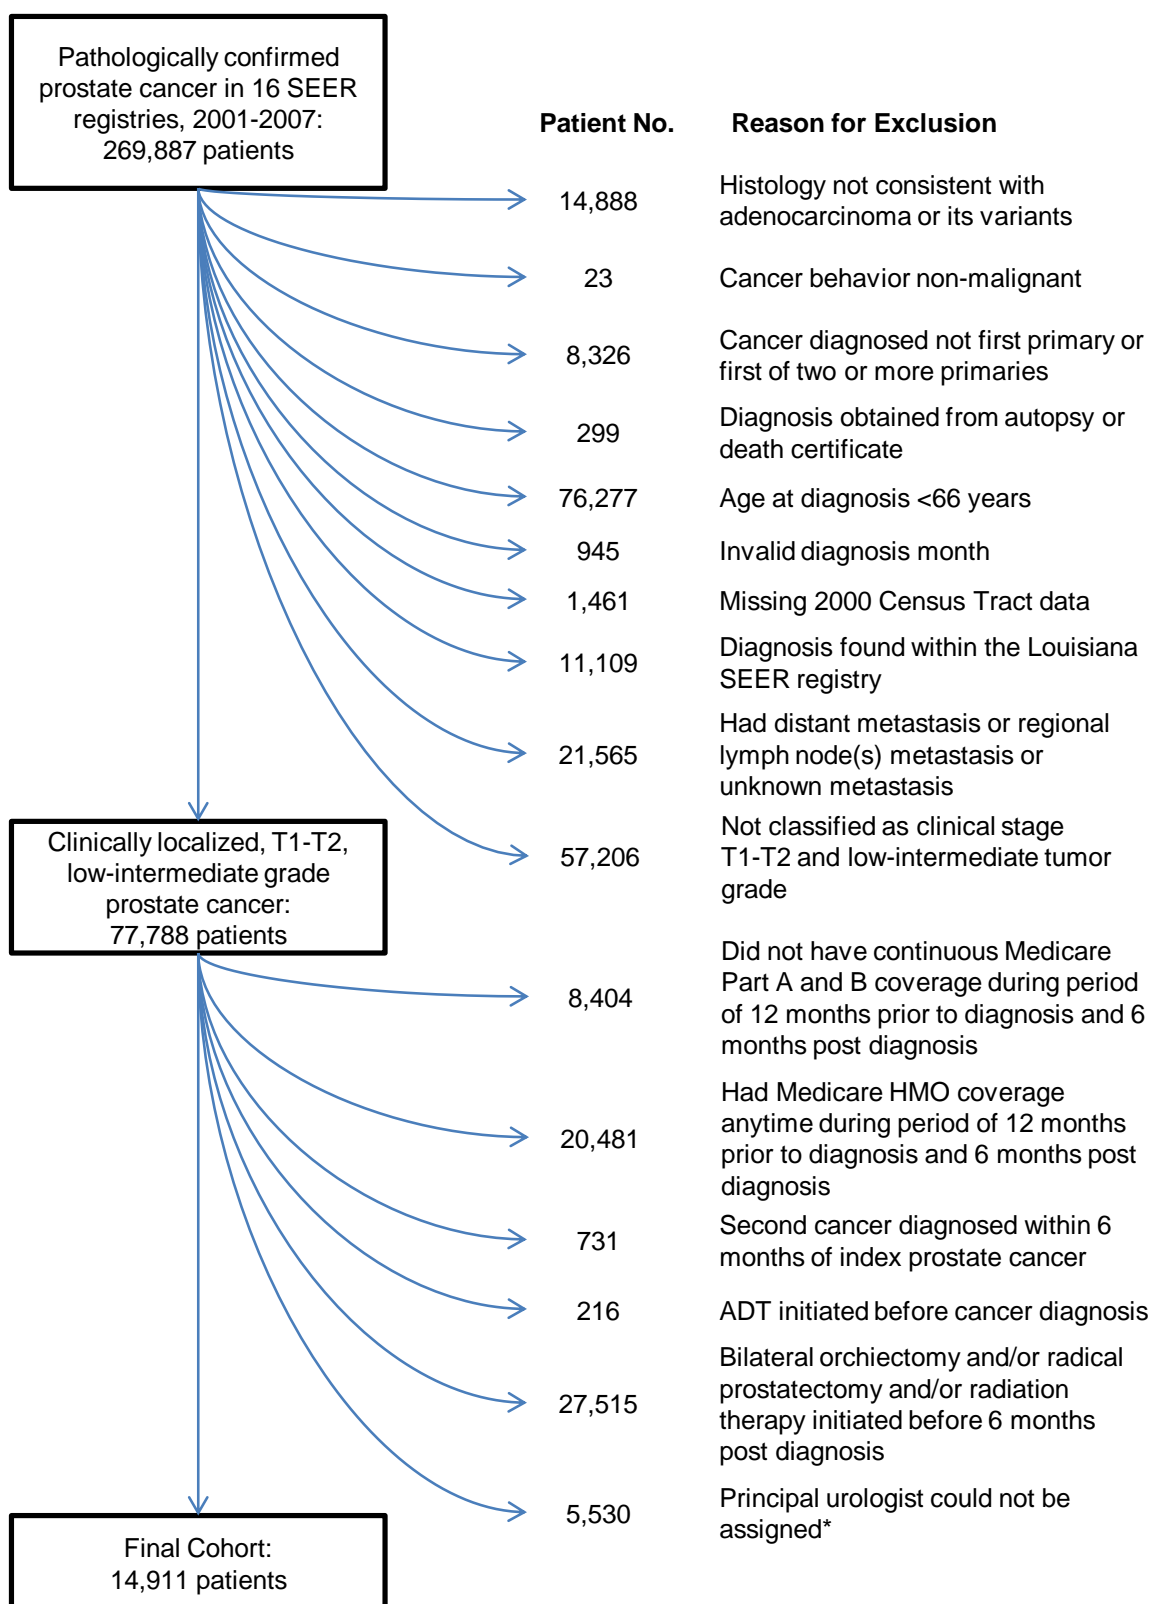 Pathologically confirmed
prostate cancer in 16 SEER
registries, 2001-2007:
269,887 patients
Patient No.
Reason for Exclusion
14,888
Histology not consistent with
adenocarcinoma or its variants
23
Cancer behavior non-malignant
8,326
Cancer diagnosed not first primary or
first of two or more primaries
299
Diagnosis obtained from autopsy or
death certificate
76,277
Age at diagnosis <66 years
945
Invalid diagnosis month
1,461
Missing 2000 Census Tract data
11,109
Diagnosis found within the Louisiana
SEER registry
21,565
Had distant metastasis or regional
lymph node(s) metastasis or
unknown metastasis
57,206
Not classified as clinical stage
T1-T2 and low-intermediate tumor
grade
Clinically localized, T1-T2,
low-intermediate grade
prostate cancer:
77,788 patients
8,404
Did not have continuous Medicare
Part A and B coverage during period
of 12 months prior to diagnosis and 6
months post diagnosis
20,481
Had Medicare HMO coverage
anytime during period of 12 months
prior to diagnosis and 6 months post
diagnosis
731
Second cancer diagnosed within 6
months of index prostate cancer
216
ADT initiated before cancer diagnosis
27,515
Bilateral orchiectomy and/or radical
prostatectomy and/or radiation
therapy initiated before 6 months
post diagnosis
5,530
Principal urologist could not be
assigned*
Final Cohort:
14,911 patients